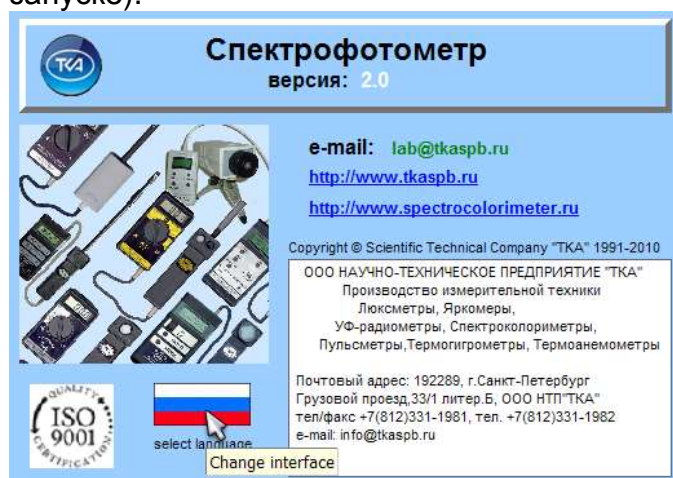 запуске).
ТКА
Спектрофотометр
версия: 2.0
e-mail: lab@tkaspb.ru
http://www.tkaspb.ru
http://www.spectrocolorimeter.ru
Copyright © Scientific Technical Company "TKA" 1991-2010
ООО НАУЧНО-ТЕХНИЧЕСКОЕ ПРЕДПРИЯТИЕ "ТКА"
Производство измерительной техники
Люксметры, Яркомеры,
УФ-радиометры, Спектроколориметры,
Пульсметры,Термогигрометры, Термоанемометры
Почтовый адрес: 192289, г.Санкт-Петербург
Грузовой проезд,33/1 литер.Б, ООО НТП"ТКА"
тел/факс +7(812)331-1981, тел. +7(812)331-1982
e-mail: info@tkaspb.ru
QUALITY
ISO
9001
CERTIFICATION
select language
Change interface